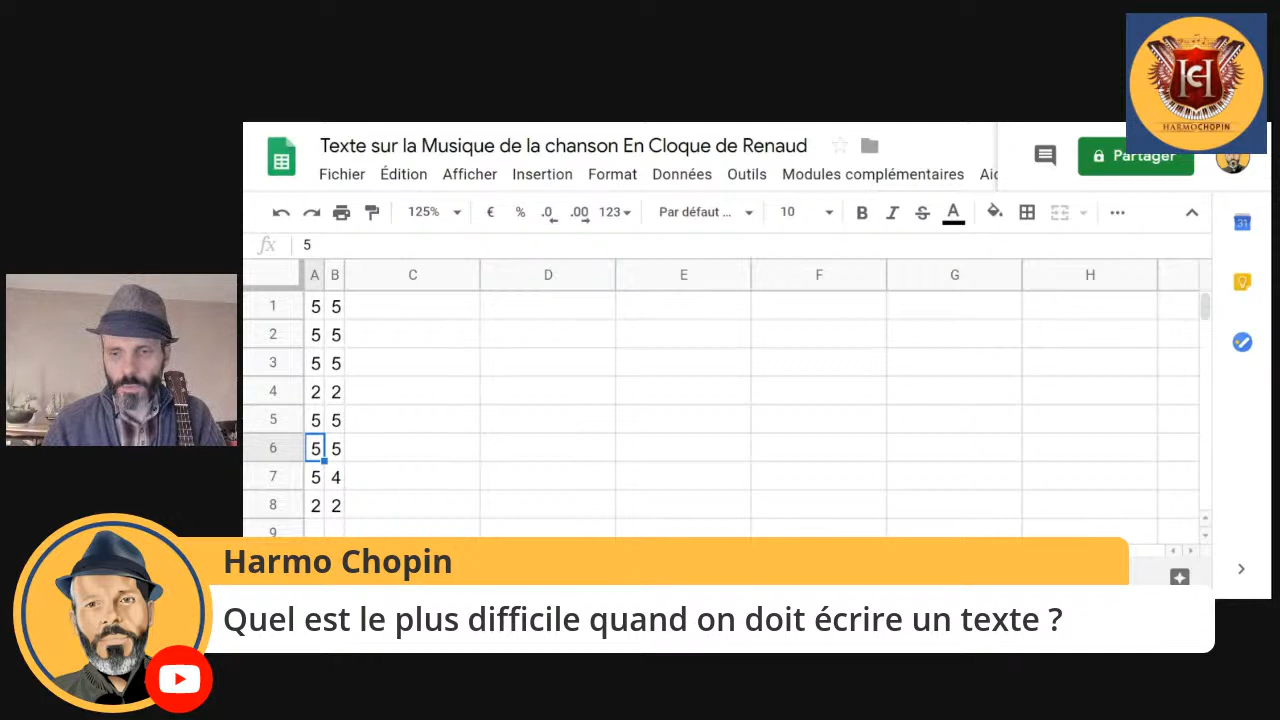 HC
HARMOCHOPIN
Texte sur la Musique de la chanson En Cloque de Renaud
Partager
Fichier Édition Affichage Insertion Format Données Outils Modules complémentaires
125% € % .0 .00 123 Par défaut ... 10 B I S A
fx 5
31
A B C D E F G H
1 5 5
2 5 5
3 5 5
4 2 2
5 5 5
6 5 5
7 5 4
8 2 2
9
Harmo Chopin
Quel est le plus difficile quand on doit écrire un texte ?